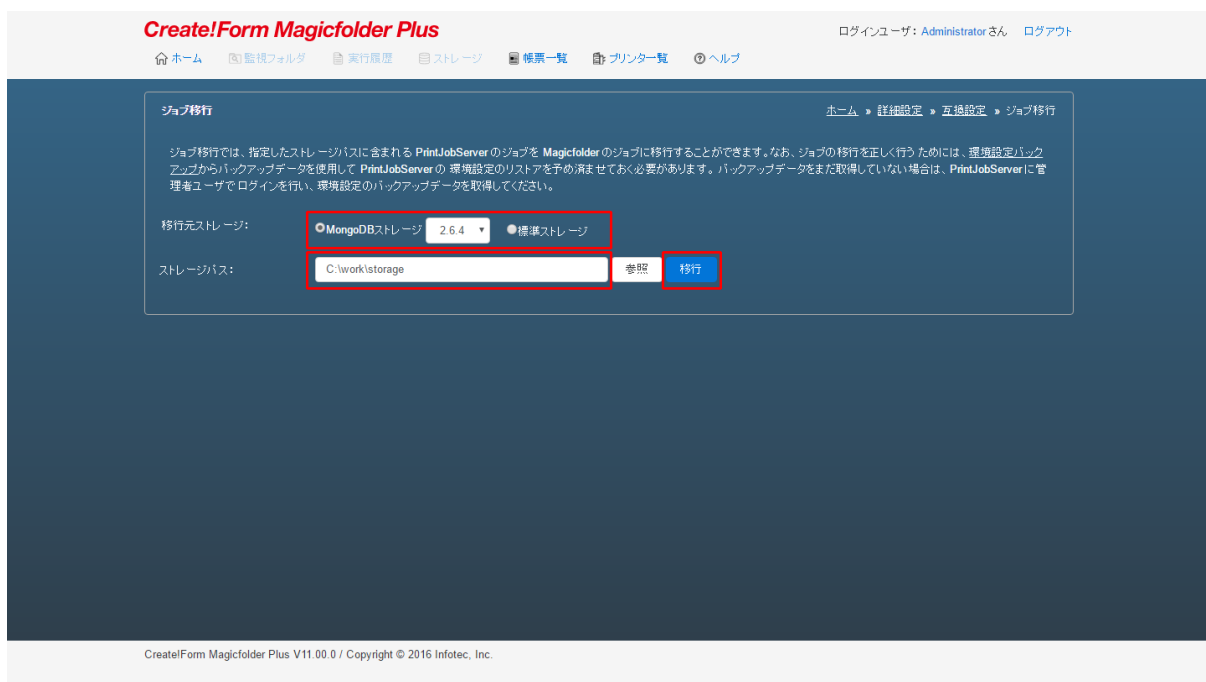 Create!Form Magicfolder Plus
ログインユーザ: Administratorさん ログアウト
ホーム 監視フォルダ 実行履歴 ストレージ 帳票一覧 プリンター覧 ヘルプ
ジョブ移行
ホーム » 詳細設定 » 互換設定 » ジョブ移行
ジョブ移行では、指定したストレージパスに含まれる PrintJobServer のジョブを Magicfolder のジョブに移行することができます。なお、ジョブの移行を正しく行うためには、環境設定バック
アップからバックアップデータを使用して PrintJobServer の 環境設定のリストアを予め済ませておく必要があります。バックアップデータをまだ取得していない場合は、PrintJobServer に管
理者ユーザでログインを行い、環境設定のバックアップデータを取得してください。
移行元ストレージ: MongoDBストレージ 2.6.4 標準ストレージ
ストレージパス: C:\work\storage 参照 移行
Create!Form Magicfolder Plus V11.00.0 / Copyright © 2016 Infotec, Inc.